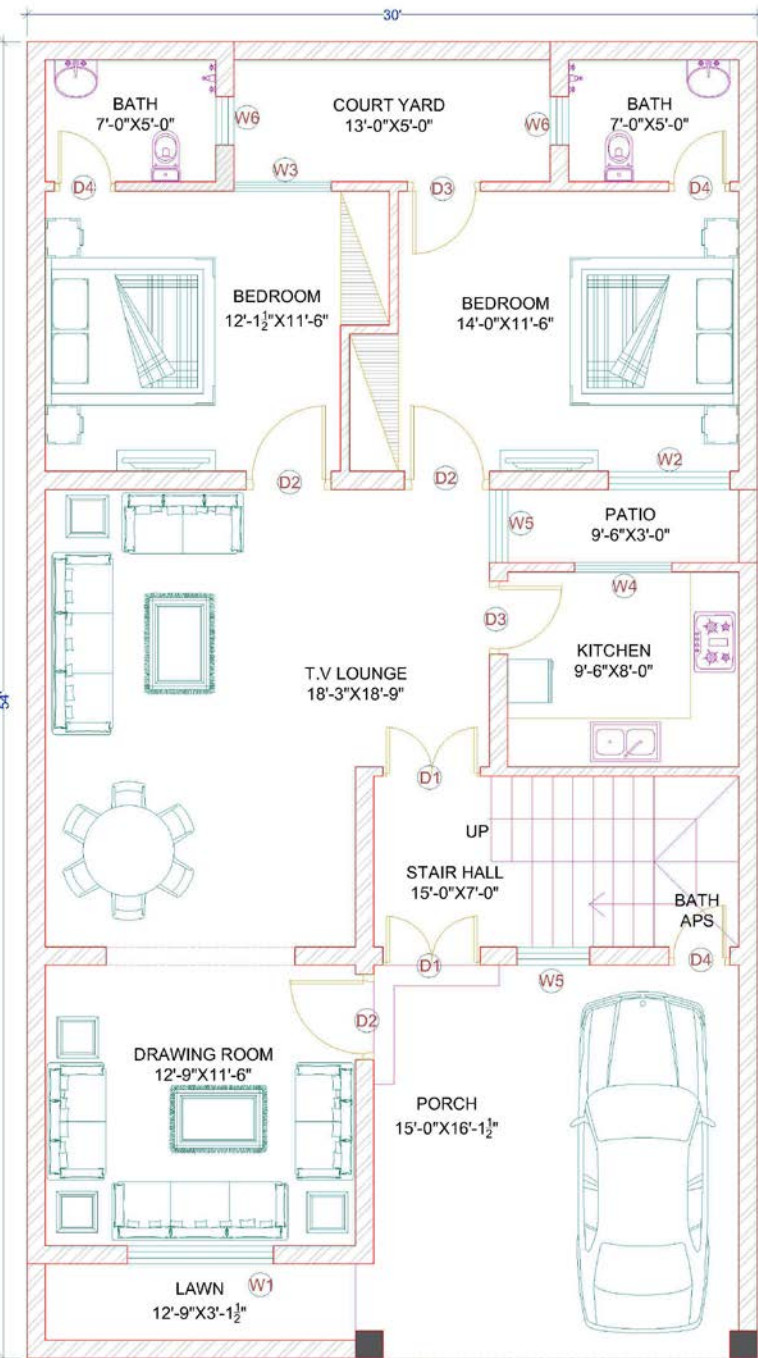 30'
BATH
7'-0"X5'-0"
COURT YARD
13'-0"X5'-0"
BATH
7'-0"X5'-0"
W6
W6
W3
D4
D3
D4
BEDROOM
12'-1½"X11'-6"
BEDROOM
14'-0"X11'-6"
W2
D2
D2
W5
PATIO
9'-6"X3'-0"
W4
D3
KITCHEN
9'-6"X8'-0"
T.V LOUNGE
18'-3"X18'-9"
54'
D1
UP
STAIR HALL
15'-0"X7'-0"
BATH
APS
D1
W5
D4
D2
DRAWING ROOM
12'-9"X11'-6"
PORCH
15'-0"X16'-1½"
LAWN
12'-9"X3'-1½"
W1